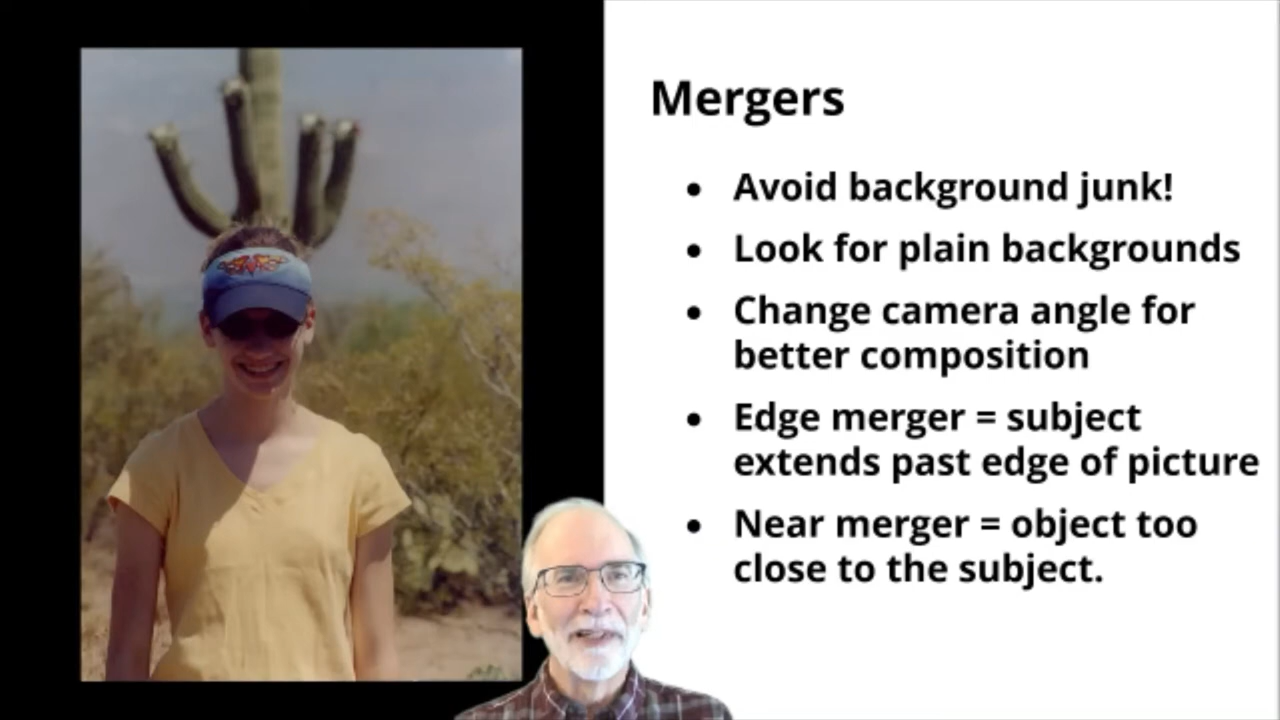 Mergers
• Avoid background junk!
• Look for plain backgrounds
• Change camera angle for
better composition
• Edge merger = subject
extends past edge of picture
• Near merger = object too
close to the subject.